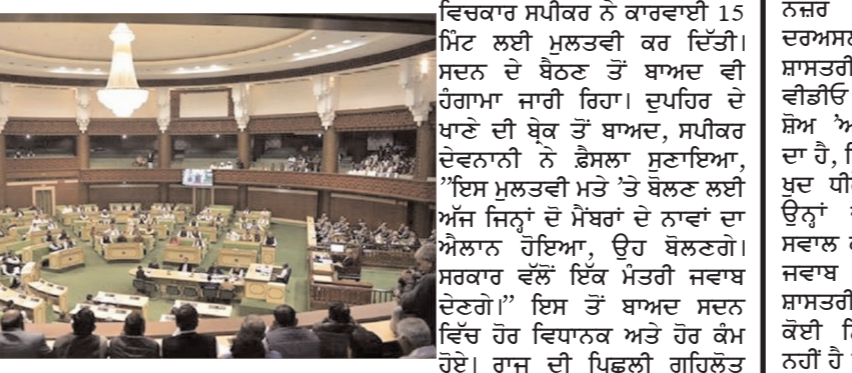 ਵਿਚਕਾਰ ਸਪੀਕਰ ਨੇ ਕਾਰਵਾਈ 15
ਮਿੰਟ ਲਈ ਮੁਲਤਵੀ ਕਰ ਦਿੱਤੀ।
ਸਦਨ ਦੇ ਬੈਠਣ ਤੋਂ ਬਾਅਦ ਵੀ
ਹੰਗਾਮਾ ਜਾਰੀ ਰਿਹਾ। ਦੁਪਹਿਰ ਦੇ
ਖਾਣੇ ਦੀ ਬ੍ਰੇਕ ਤੋਂ ਬਾਅਦ, ਸਪੀਕਰ
ਦੇਵਨਾਨੀ ਨੇ ਫ਼ੈਸਲਾ ਸੁਣਾਇਆ,
”ਇਸ ਮੁਲਤਵੀ ਮਤੇ ’ਤੇ ਬੋਲਣ ਲਈ
ਅੱਜ ਜਿਨ੍ਹਾਂ ਦੋ ਮੈਂਬਰਾਂ ਦੇ ਨਾਵਾਂ ਦਾ
ਐਲਾਨ ਹੋਇਆ, ਉਹ ਬੋਲਣਗੇ।
ਸਰਕਾਰ ਵੱਲੋਂ ਇੱਕ ਮੰਤਰੀ ਜਵਾਬ
ਦੇਣਗੇ।” ਇਸ ਤੋਂ ਬਾਅਦ ਸਦਨ
ਵਿੱਚ ਹੋਰ ਵਿਧਾਨਕ ਅਤੇ ਹੋਰ ਕੰਮ
ਹੋਏ। ਰਾਜ ਦੀ ਪਿਛਲੀ ਗਹਿਲੋਤ
ਨਜ਼ਰ
ਸ਼ਾਸਤਰੀ
ਵੀਡੀਓ
ਸ਼ੋਅ
ਦਾ ਹੈ,
ਖੁਦ
ਉਨ੍ਹਾਂ
ਸਵਾਲ
ਜਵਾਬ
ਸ਼ਾਸਤਰੀ
ਕੋਈ
ਨਹੀਂ ਹੈ